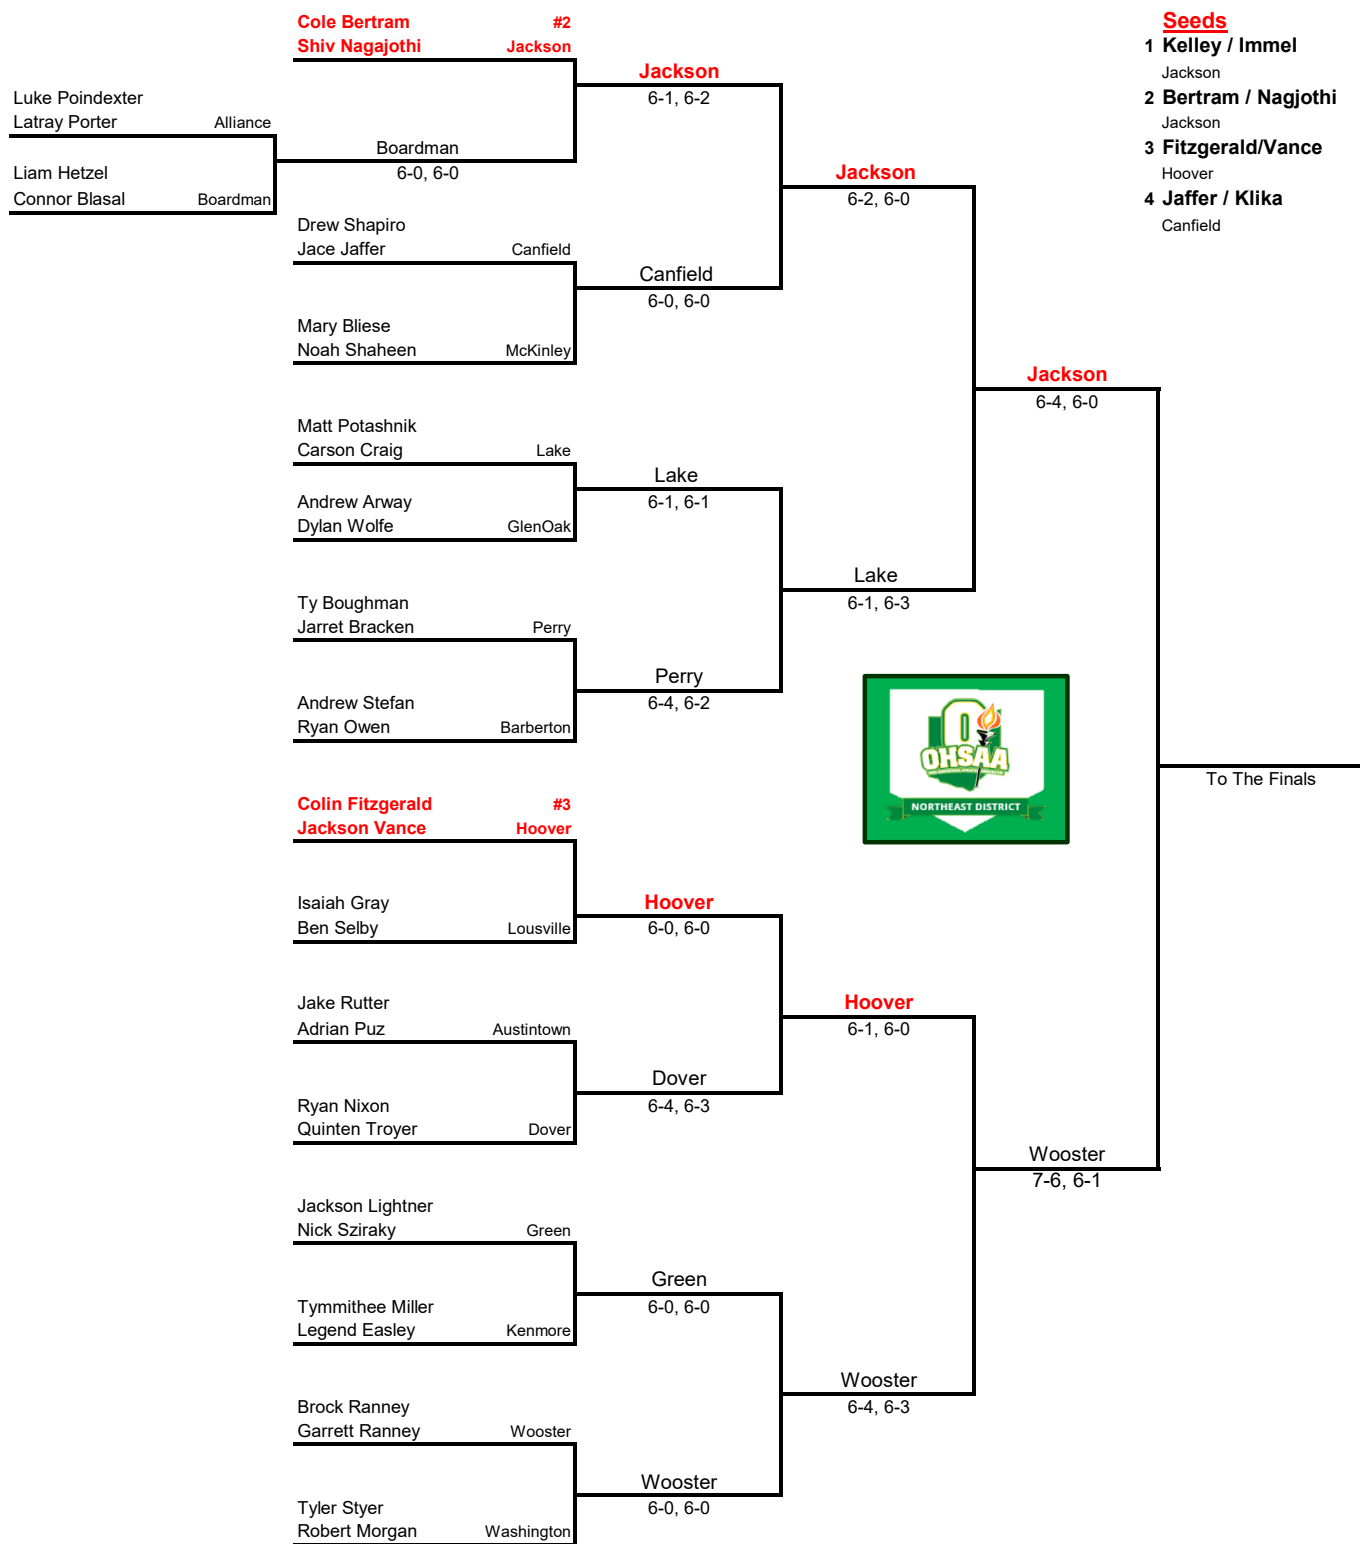 Cole Bertram #2
Shiv Nagajothi Jackson
Seeds
1 Kelley / Immel
Jackson
2 Bertram / Nagjothi
Jackson
3 Fitzgerald/Vance
Hoover
4 Jaffer / Klika
Canfield
Jackson
6-1, 6-2
Luke Poindexter
Latray Porter Alliance
Boardman
6-0, 6-0
Liam Hetzel
Connor Blasal Boardman
Jackson
6-2, 6-0
Drew Shapiro
Jace Jaffer Canfield
Canfield
6-0, 6-0
Mary Bliese
Noah Shaheen McKinley
Jackson
6-4, 6-0
Matt Potashnik
Carson Craig Lake
Lake
6-1, 6-1
Andrew Arway
Dylan Wolfe GlenOak
Lake
6-1, 6-3
Ty Boughman
Jarret Bracken Perry
Perry
6-4, 6-2
Andrew Stefan
Ryan Owen Barberton
OHSAA
NORTHEAST DISTRICT
To The Finals
Colin Fitzgerald #3
Jackson Vance Hoover
Hoover
6-0, 6-0
Isaiah Gray
Ben Selby Lousville
Hoover
6-1, 6-0
Jake Rutter
Adrian Puz Austintown
Dover
6-4, 6-3
Ryan Nixon
Quinten Troyer Dover
Wooster
7-6, 6-1
Jackson Lightner
Nick Sziraky Green
Green
6-0, 6-0
Tymmithee Miller
Legend Easley Kenmore
Wooster
6-4, 6-3
Brock Ranney
Garrett Ranney Wooster
Wooster
6-0, 6-0
Tyler Styer
Robert Morgan Washington